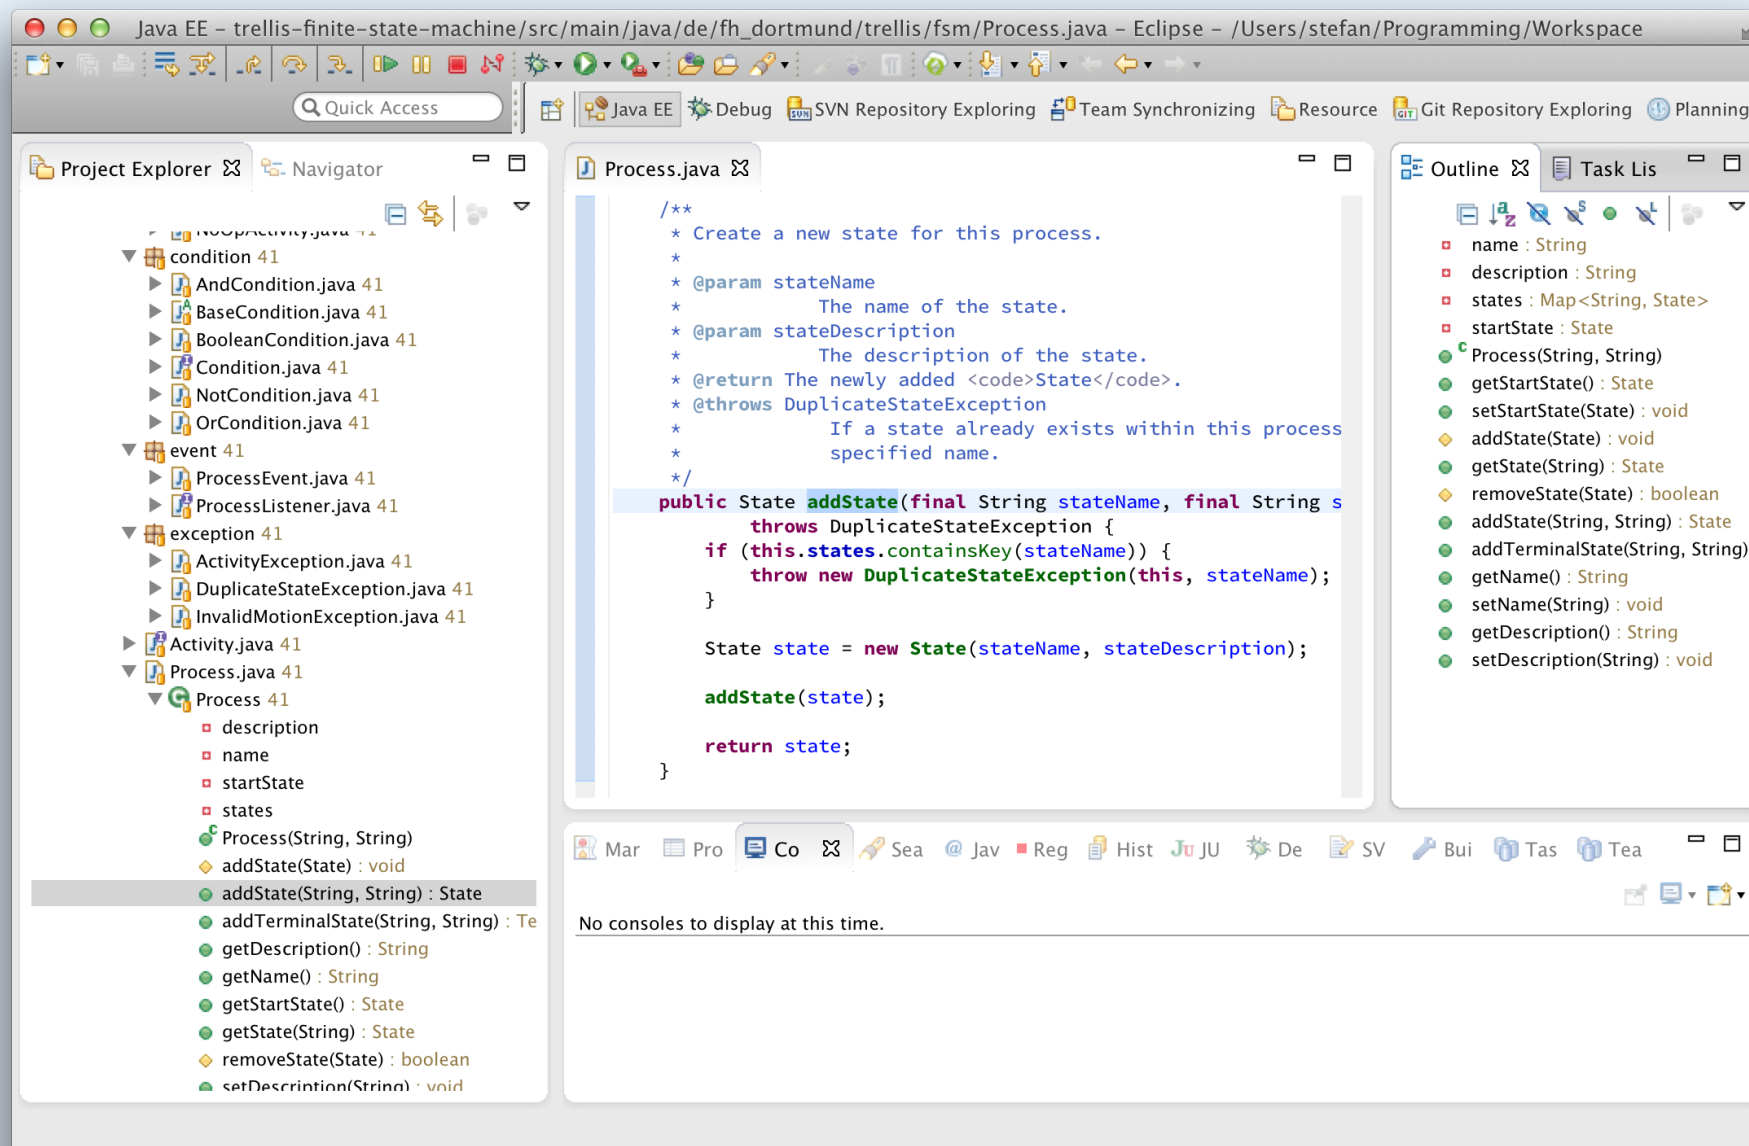 Java EE – trellis-finite-state-machine/src/main/java/de/fh_dortmund/trellis/fsm/Process.java – Eclipse – /Users/stefan/Programming/Workspace
Quick Access
Java EE
Debug
SVN Repository Exploring
Team Synchronizing
Resource
Git Repository Exploring
Planning
Project Explorer
Navigator
NoOpActivity.java 41
condition 41
AndCondition.java 41
BaseCondition.java 41
BooleanCondition.java 41
Condition.java 41
NotCondition.java 41
OrCondition.java 41
event 41
ProcessEvent.java 41
ProcessListener.java 41
exception 41
ActivityException.java 41
DuplicateStateException.java 41
InvalidMotionException.java 41
Activity.java 41
Process.java 41
Process 41
description
name
startState
states
Process(String, String)
addState(State) : void
addState(String, String) : State
addTerminalState(String, String) : Te
getDescription() : String
getName() : String
getStartState() : State
getState(String) : State
removeState(State) : boolean
setDescription(String) : void
Process.java
/**
* Create a new state for this process.
*
* @param stateName
* The name of the state.
* @param stateDescription
* The description of the state.
* @return The newly added <code>State</code>.
* @throws DuplicateStateException
* If a state already exists within this process
* specified name.
*/
public State addState(final String stateName, final String s
throws DuplicateStateException {
if (this.states.containsKey(stateName)) {
throw new DuplicateStateException(this, stateName);
}
State state = new State(stateName, stateDescription);
addState(state);
return state;
}
Outline
Task Lis
name : String
description : String
states : Map<String, State>
startState : State
Process(String, String)
getStartState() : State
setStartState(State) : void
addState(State) : void
getState(String) : State
removeState(State) : boolean
addState(String, String) : State
addTerminalState(String, String)
getName() : String
setName(String) : void
getDescription() : String
setDescription(String) : void
Mar
Pro
Co
Sea
@ Jav
Reg
Hist
Ju JU
De
SV
Bui
Tas
Tea
No consoles to display at this time.